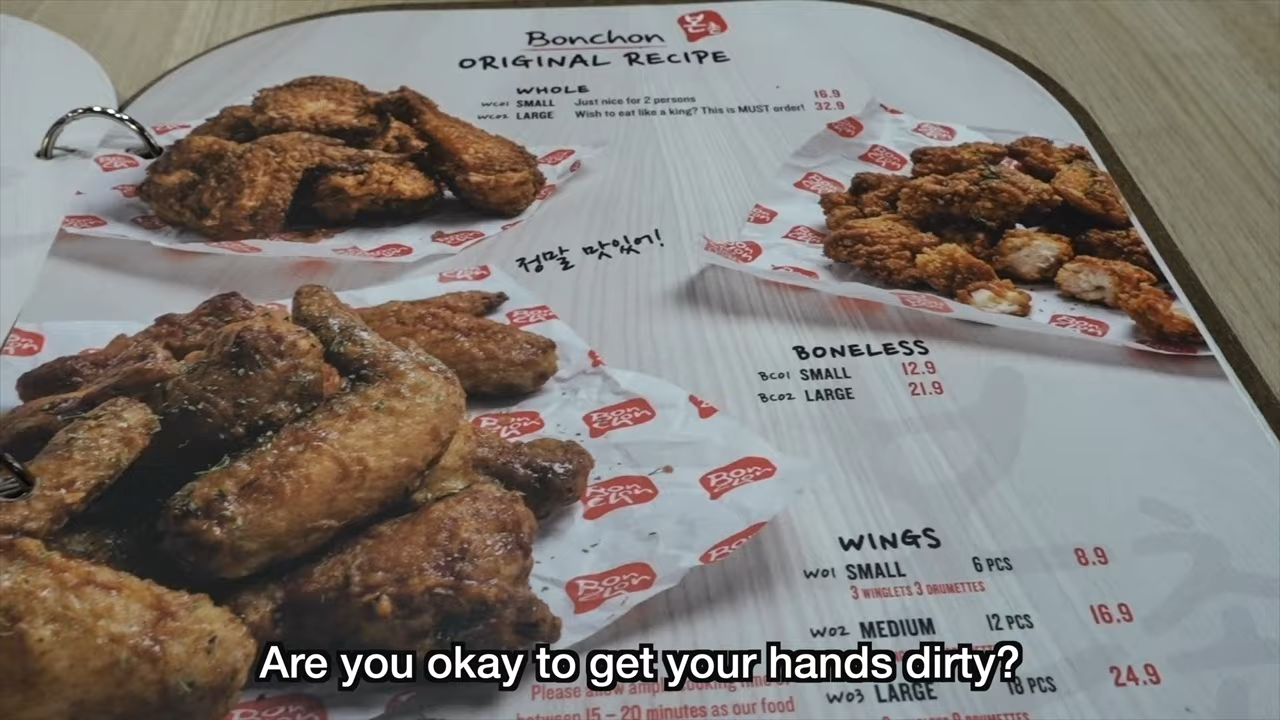 Bonchon 본촌
ORIGINAL RECIPE
WHOLE
WC01 SMALL Just nice for 2 persons 16.9
WC02 LARGE Wish to eat like a king? This is MUST order! 32.9
정말 맛있어!
BONELESS
BC01 SMALL 12.9
BC02 LARGE 21.9
WINGS
W01 SMALL 6 PCS 8.9
3 WINGLETS 3 DRUMETTES
W02 MEDIUM 12 PCS 16.9
W03 LARGE 18 PCS 24.9
Please allow
between 15 – 20 minutes as our food
Are you okay to get your hands dirty?